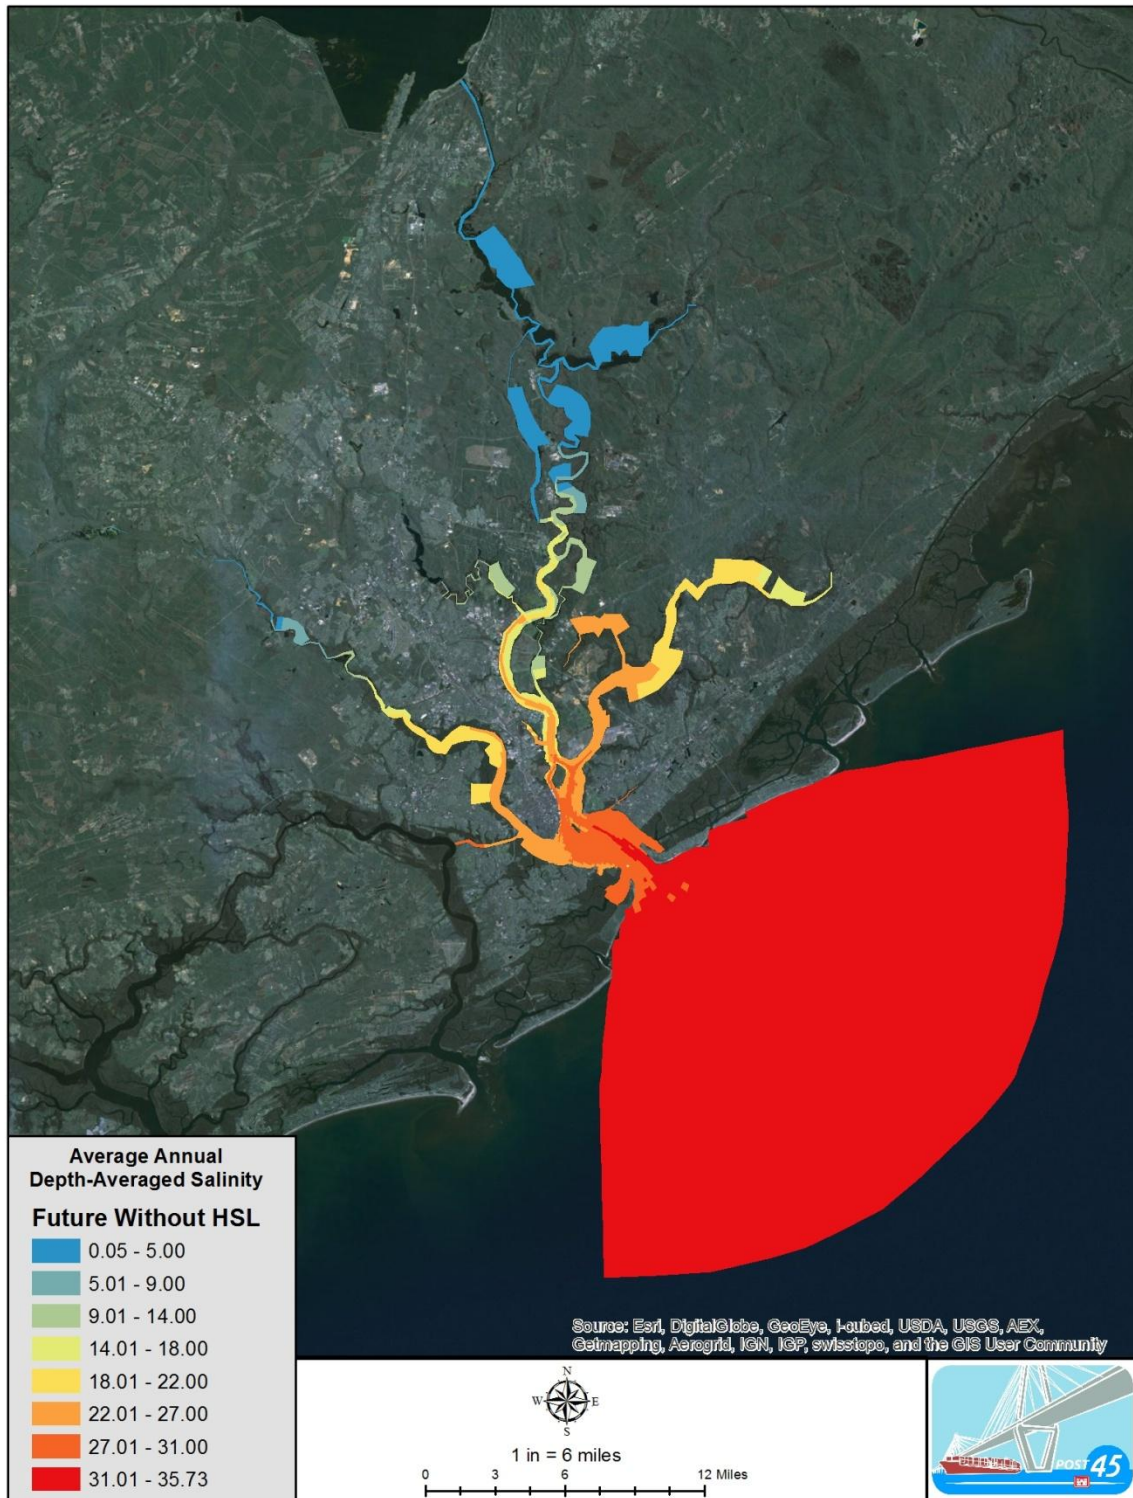 Average Annual
Depth-Averaged Salinity
Future Without HSL
0.05 - 5.00
5.01 - 9.00
9.01 - 14.00
14.01 - 18.00
18.01 - 22.00
22.01 - 27.00
27.01 - 31.00
31.01 - 35.73
Source: Esri, DigitalGlobe, GeoEye, i-cubed, USDA, USGS, AEX,
Getmapping, Aerogrid, IGN, IGP, swisstopo, and the GIS User Community
N
W E
S
1 in = 6 miles
0 3 6 12 Miles
POST 45